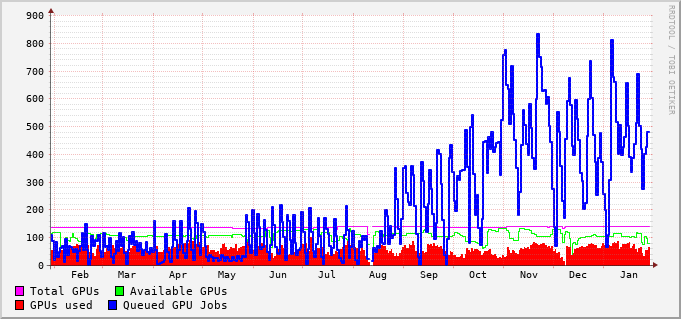 900
800
700
600
500
400
300
200
100
0
Feb Mar Apr May Jun Jul Aug Sep Oct Nov Dec Jan
Total GPUs Available GPUs
GPUs used Queued GPU Jobs
RRDTOOL / TOBI OETIKER